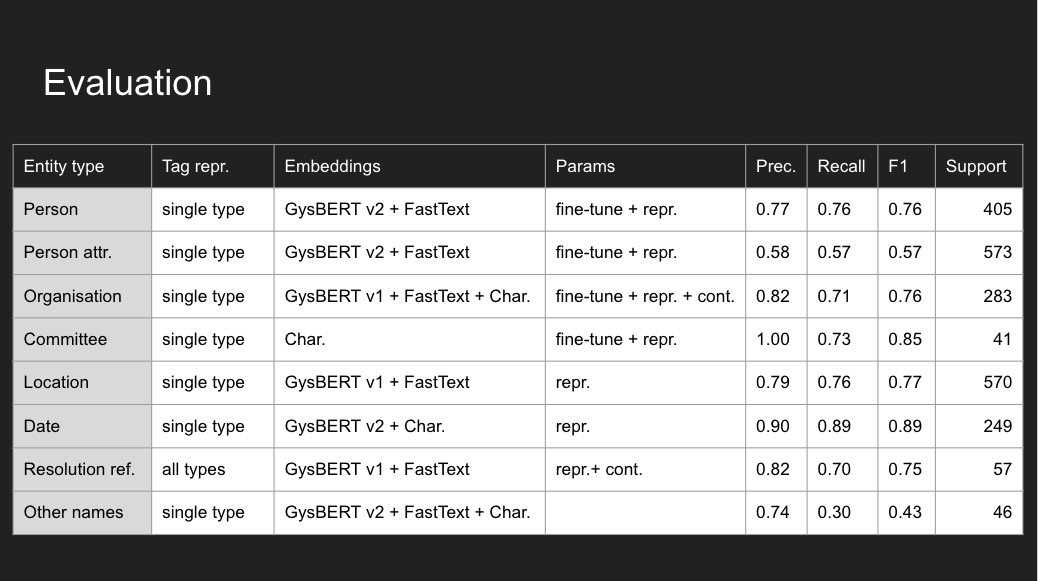 Evaluation
Entity type Tag repr. Embeddings Params Prec. Recall F1 Support
Person single type GysBERT v2 + FastText fine-tune + repr. 0.77 0.76 0.76 405
Person attr. single type GysBERT v2 + FastText fine-tune + repr. 0.58 0.57 0.57 573
Organisation single type GysBERT v1 + FastText + Char. fine-tune + repr. + cont. 0.82 0.71 0.76 283
Committee single type Char. fine-tune + repr. 1.00 0.73 0.85 41
Location single type GysBERT v1 + FastText repr. 0.79 0.76 0.77 570
Date single type GysBERT v2 + Char. repr. 0.90 0.89 0.89 249
Resolution ref. all types GysBERT v1 + FastText repr.+ cont. 0.82 0.70 0.75 57
Other names single type GysBERT v2 + FastText + Char. 0.74 0.30 0.43 46